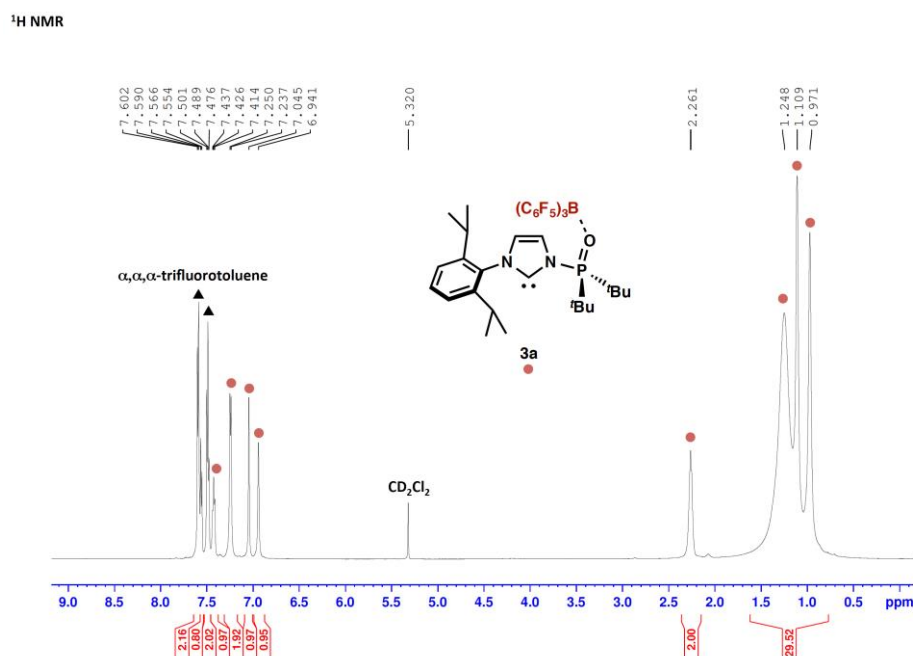 ¹H NMR
7.602
7.590
7.566
7.554
7.501
7.489
7.476
7.437
7.426
7.414
7.250
7.237
7.045
6.941
5.320
2.261
1.248
1.109
0.971
(C₆F₅)₃B
O
N
N
P
ᵗBu
ᵗBu
3a
α,α,α-trifluorotoluene
CD₂Cl₂
9.0 8.5 8.0 7.5 7.0 6.5 6.0 5.5 5.0 4.5 4.0 3.5 3.0 2.5 2.0 1.5 1.0 0.5 ppm
2.16
0.80
2.02
0.97
1.92
0.97
0.95
2.00
29.52